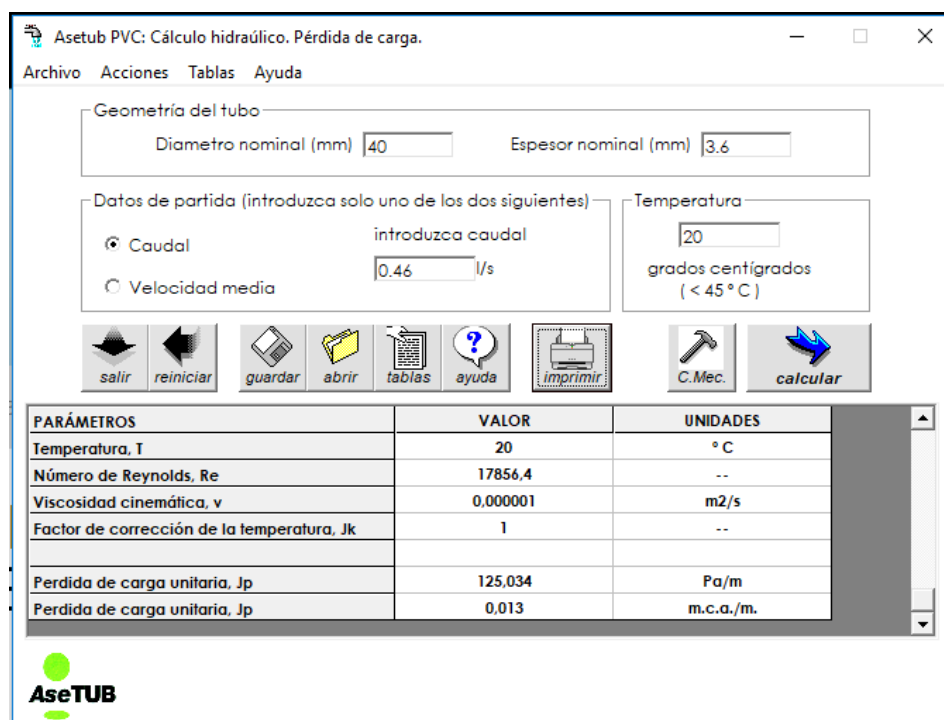 Asetub PVC: Cálculo hidráulico. Pérdida de carga.
Archivo Acciones Tablas Ayuda
Geometría del tubo
Diametro nominal (mm) 40 Espesor nominal (mm) 3.6
Datos de partida (introduzca solo uno de los dos siguientes) Temperatura
Caudal introduzca caudal 20
0.46 l/s grados centígrados
Velocidad media ( < 45 º C )
salir reiniciar guardar abrir tablas ayuda imprimir C.Mec. calcular
PARÁMETROS VALOR UNIDADES
Temperatura, T 20 º C
Número de Reynolds, Re 17856,4 --
Viscosidad cinemática, v 0,000001 m2/s
Factor de corrección de la temperatura, Jk 1 --
Perdida de carga unitaria, Jp 125,034 Pa/m
Perdida de carga unitaria, Jp 0,013 m.c.a./m.
AseTUB